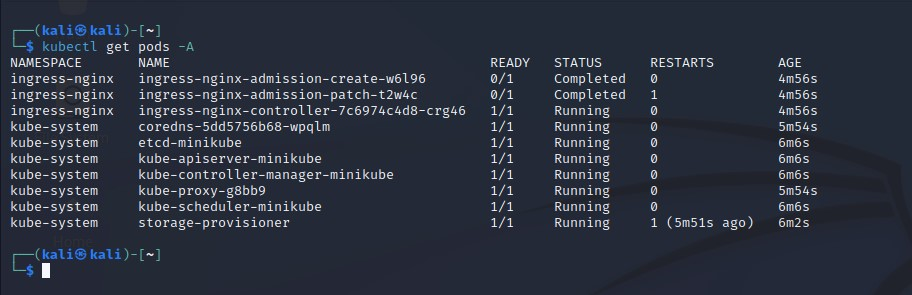 ┌──(kali㉿kali)-[~]
└─$ kubectl get pods -A
NAMESPACE       NAME                                        READY   STATUS      RESTARTS        AGE
ingress-nginx   ingress-nginx-admission-create-w6l96        0/1     Completed   0               4m56s
ingress-nginx   ingress-nginx-admission-patch-t2w4c         0/1     Completed   1               4m56s
ingress-nginx   ingress-nginx-controller-7c6974c4d8-crg46   1/1     Running     0               4m56s
kube-system     coredns-5dd5756b68-wpqlm                    1/1     Running     0               5m54s
kube-system     etcd-minikube                               1/1     Running     0               6m6s
kube-system     kube-apiserver-minikube                     1/1     Running     0               6m6s
kube-system     kube-controller-manager-minikube            1/1     Running     0               6m6s
kube-system     kube-proxy-g8bb9                            1/1     Running     0               5m54s
kube-system     kube-scheduler-minikube                     1/1     Running     0               6m6s
kube-system     storage-provisioner                         1/1     Running     1 (5m51s ago)   6m2s
┌──(kali㉿kali)-[~]
└─$